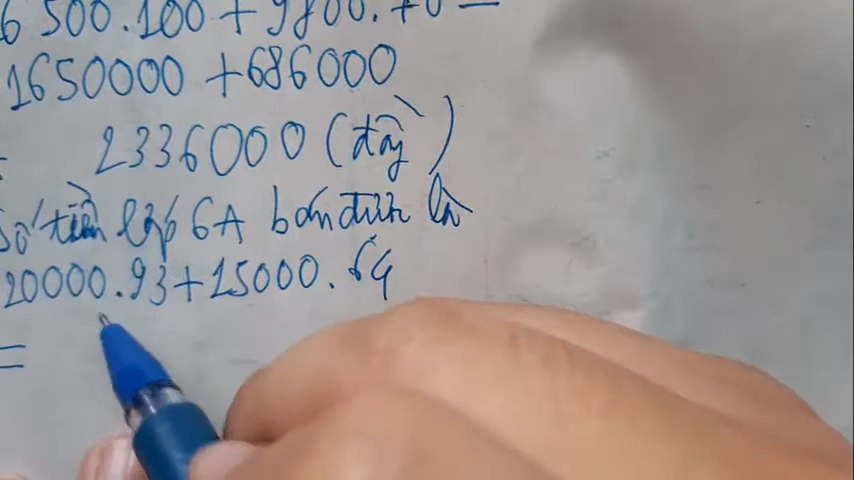 6 500.100 + 9800.70 =
1650000 + 686000
= 2336000 (đồng)
Số tiền lớp 6A bán được là
20000.93 + 15000.64
=